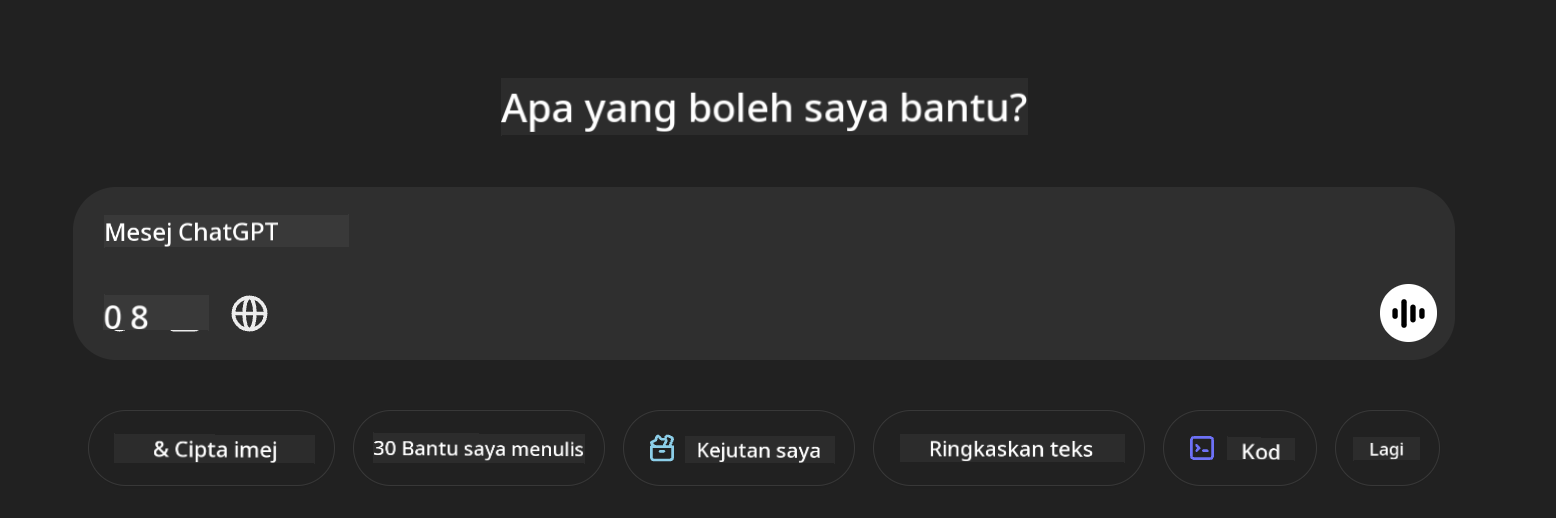 Apa yang boleh saya bantu?
Mesej ChatGPT
0 8
& Cipta imej
30 Bantu saya menulis
Kejutan saya
Ringkaskan teks
Kod
Lagi